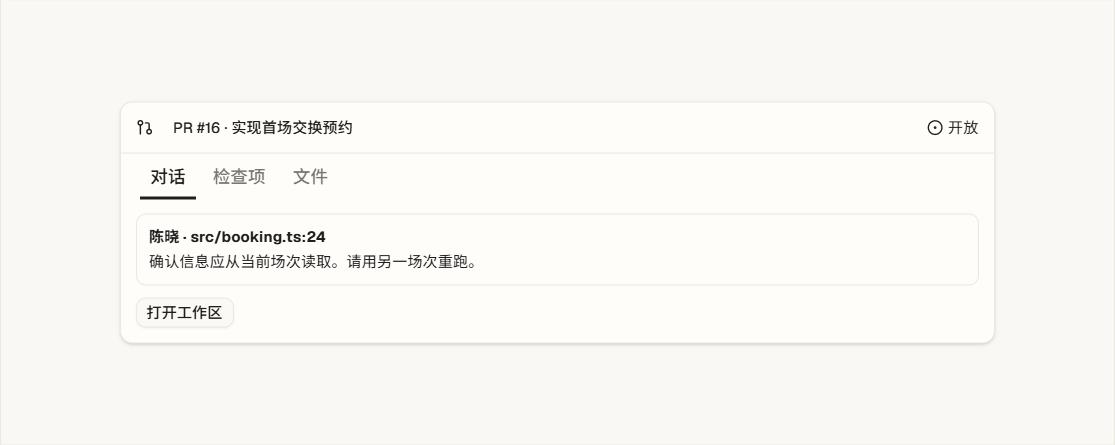 PR #16 · 实现首场交换预约
开放
对话 检查项 文件
陈晓 · src/booking.ts:24
确认信息应从当前场次读取。请用另一场次重跑。
打开工作区